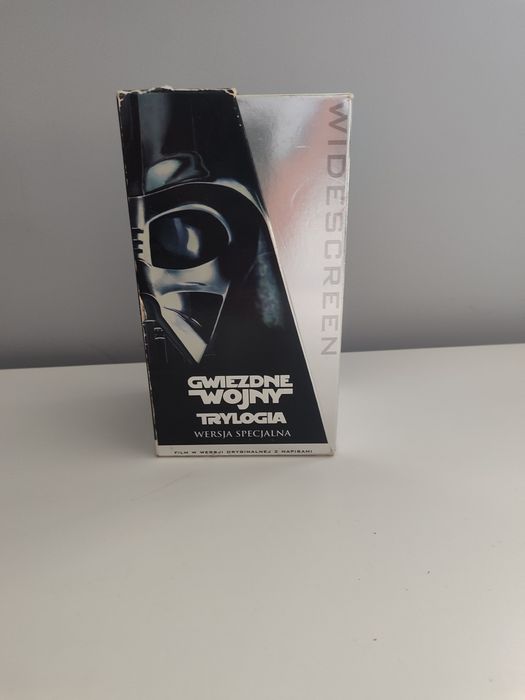 WIDESCREEN
GWIEZDNE
WOJNY
TRYLOGIA
WERSJA SPECJALNA
FILM W WERSJI ORYGINALNEJ Z NAPISAMI